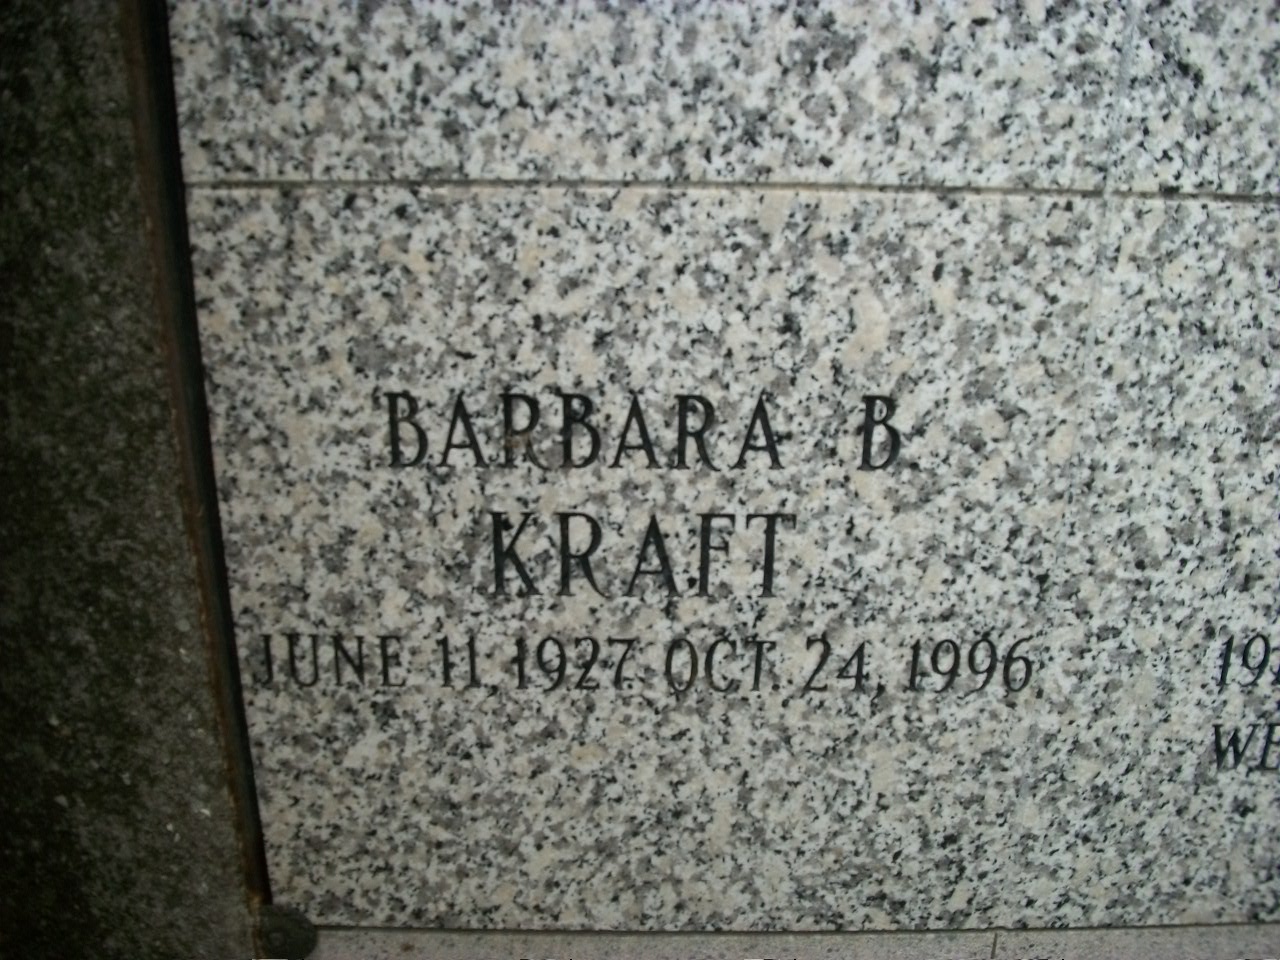 BARBARA B
KRAFT
JUNE 11, 1927 OCT. 24, 1996